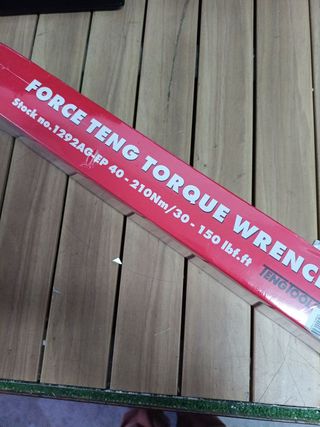 FORCE TENG TORQUE WRENCH
Stock no.1292AG-EP 40 - 210Nm/30 - 150 lbf.ft
TENGTOOLS